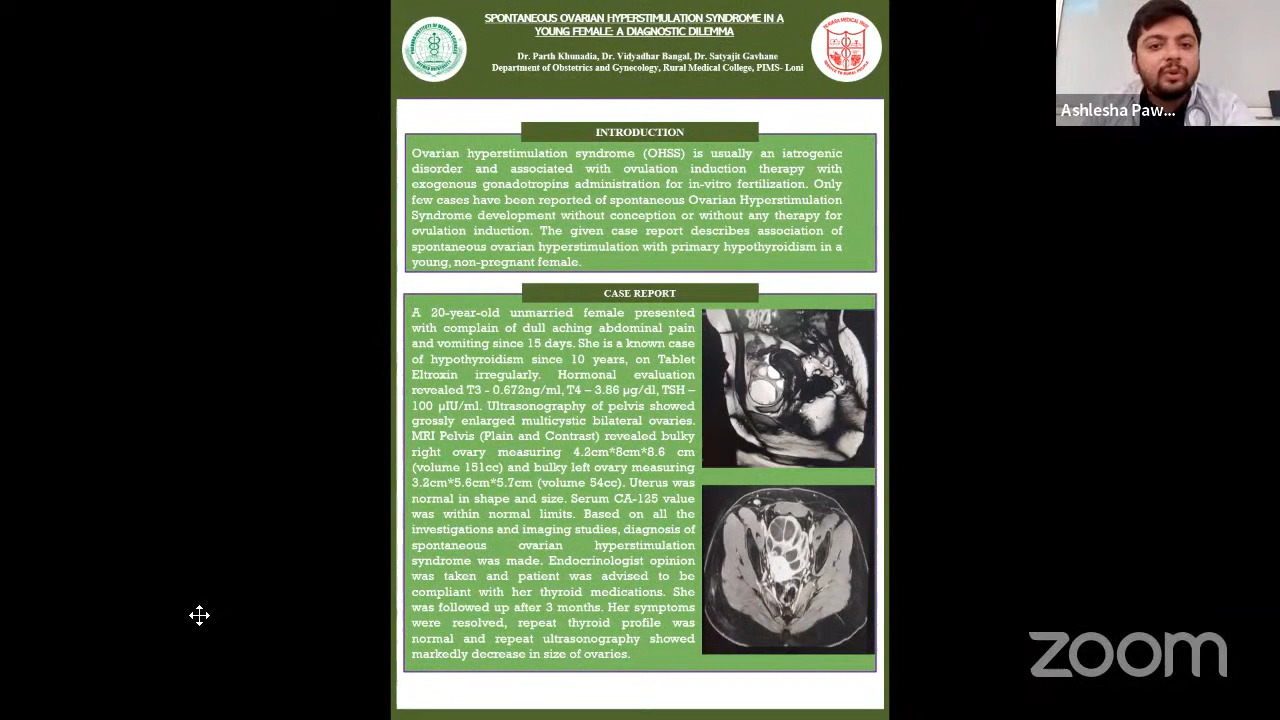 SPONTANEOUS OVARIAN HYPERSTIMULATION SYNDROME IN A
YOUNG FEMALE: A DIAGNOSTIC DILEMMA
Dr. Parth Khunadia, Dr. Vidyadhar Bangal, Dr. Satyajit Gavhane
Department of Obstetrics and Gynecology, Rural Medical College, PIMS- Loni
Ashlesha Paw...
INTRODUCTION
Ovarian hyperstimulation syndrome (OHSS) is usually an iatrogenic
disorder and associated with ovulation induction therapy with
exogenous gonadotropins administration for in-vitro fertilization. Only
few cases have been reported of spontaneous Ovarian Hyperstimulation
Syndrome development without conception or without any therapy for
ovulation induction. The given case report describes association of
spontaneous ovarian hyperstimulation with primary hypothyroidism in a
young, non-pregnant female.
CASE REPORT
A 20-year-old unmarried female presented
with complain of dull aching abdominal pain
and vomiting since 15 days. She is a known case
of hypothyroidism since 10 years, on Tablet
Eltroxin irregularly. Hormonal evaluation
revealed T3 - 0.672ng/ml, T4 – 3.86 µg/dl, TSH –
100 µIU/ml. Ultrasonography of pelvis showed
grossly enlarged multicystic bilateral ovaries.
MRI Pelvis (Plain and Contrast) revealed bulky
right ovary measuring 4.2cm*8cm*8.6 cm
(volume 151cc) and bulky left ovary measuring
3.2cm*5.6cm*5.7cm (volume 54cc). Uterus was
normal in shape and size. Serum CA-125 value
was within normal limits. Based on all the
investigations and imaging studies, diagnosis of
spontaneous ovarian hyperstimulation
syndrome was made. Endocrinologist opinion
was taken and patient was advised to be
compliant with her thyroid medications. She
was followed up after 3 months. Her symptoms
were resolved, repeat thyroid profile was
normal and repeat ultrasonography showed
markedly decrease in size of ovaries.
zoom